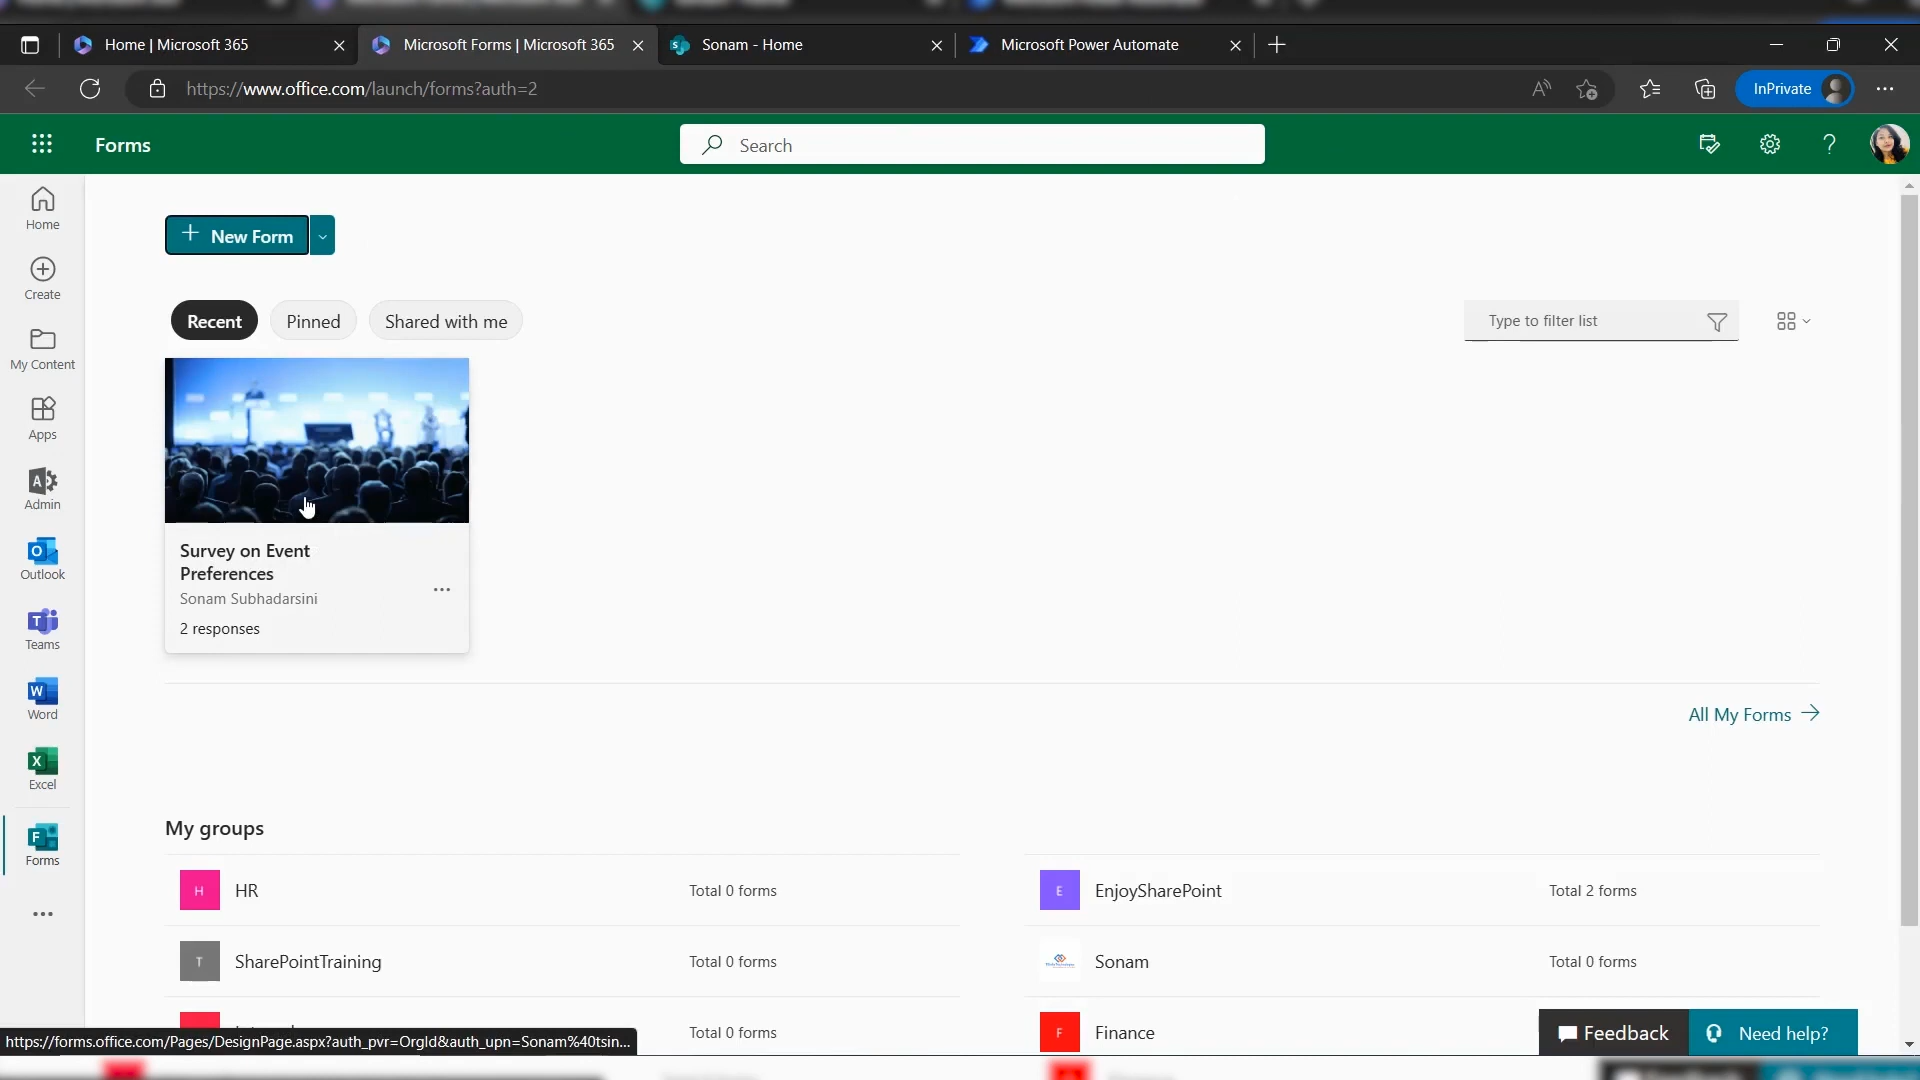 Home | Microsoft 365
Microsoft Forms | Microsoft 365
Sonam - Home
Microsoft Power Automate
https://www.office.com/launch/forms?auth=2
InPrivate
Forms
Search
Home
Create
My Content
Apps
Admin
Outlook
Teams
Word
Excel
Forms
New Form
Recent
Pinned
Shared with me
Type to filter list
Survey on Event
Preferences
Sonam Subhadarsini
2 responses
All My Forms
My groups
H HR Total 0 forms
E EnjoySharePoint Total 2 forms
T SharePointTraining Total 0 forms
Sonam Total 0 forms
Total 0 forms
F Finance
Feedback
Need help?
https://forms.office.com/Pages/DesignPage.aspx?auth_pvr=OrgId&auth_upn=Sonam%40tsin...